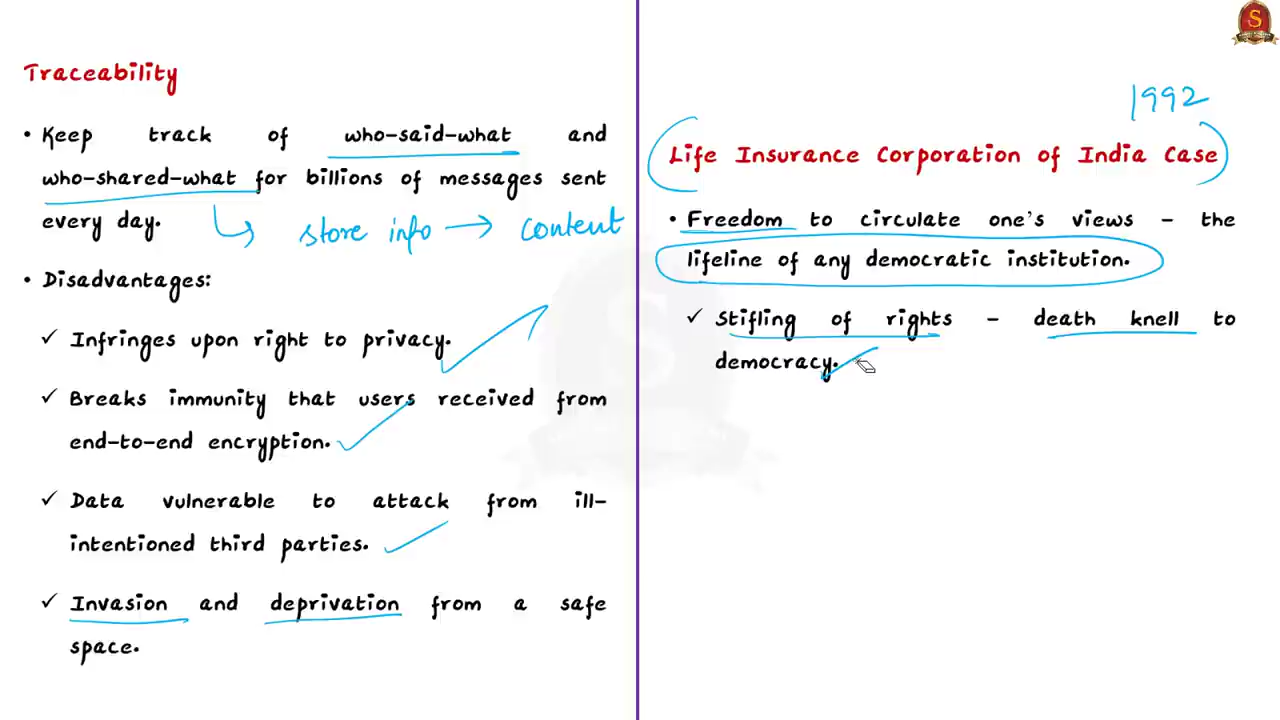 Traceability
• Keep track of who-said-what and
who-shared-what for billions of messages sent
every day.
store info → content
• Disadvantages:
✓ Infringes upon right to privacy.
✓ Breaks immunity that users received from
end-to-end encryption.
✓ Data vulnerable to attack from ill-
intentioned third parties.
✓ Invasion and deprivation from a safe
space.
1992
Life Insurance Corporation of India Case
• Freedom to circulate one's views – the
lifeline of any democratic institution.
✓ Stifling of rights – death knell to
democracy.
S